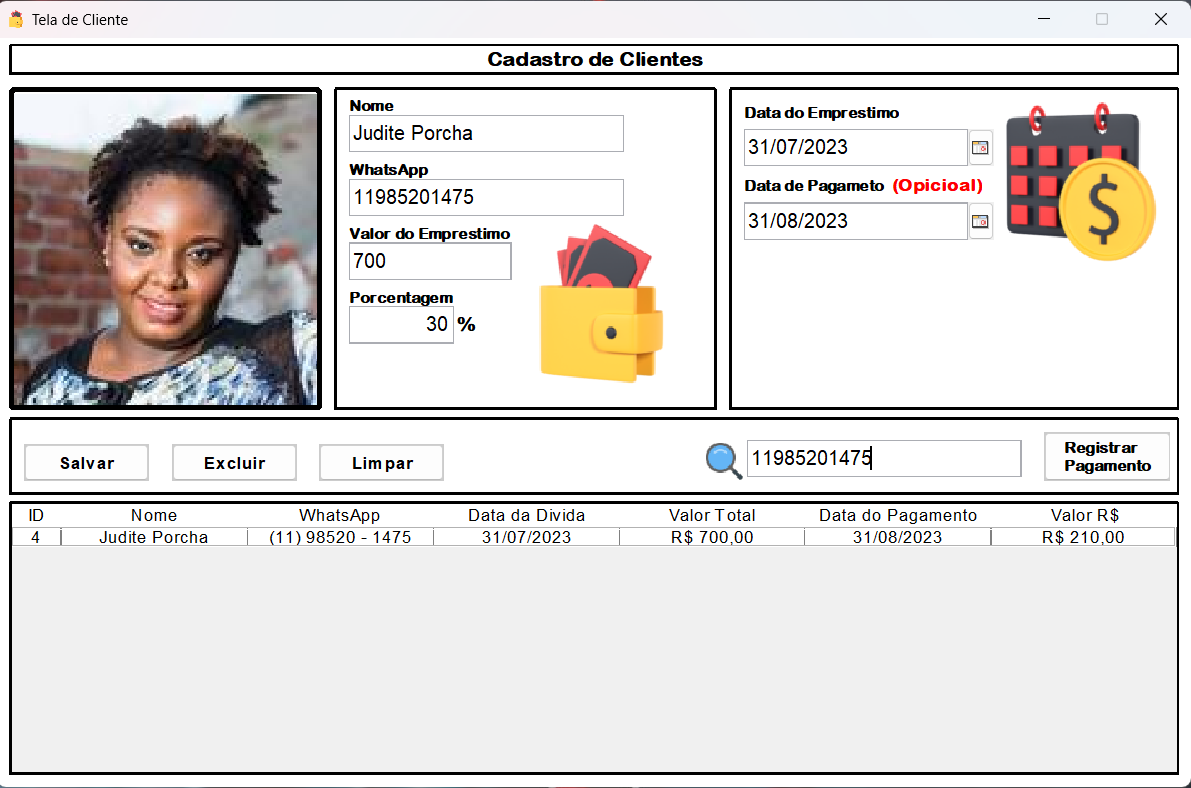 Tela de Cliente
Cadastro de Clientes
Nome
Judite Porcha
WhatsApp
11985201475
Valor do Emprestimo
700
Porcentagem
30 %
Data do Emprestimo
31/07/2023
Data de Pagameto (Opicioal)
31/08/2023
$
Salvar Excluir Limpar
11985201475
Registrar
Pagamento
ID Nome WhatsApp Data da Divida Valor Total Data do Pagamento Valor R$
4 Judite Porcha (11) 98520 - 1475 31/07/2023 R$ 700,00 31/08/2023 R$ 210,00